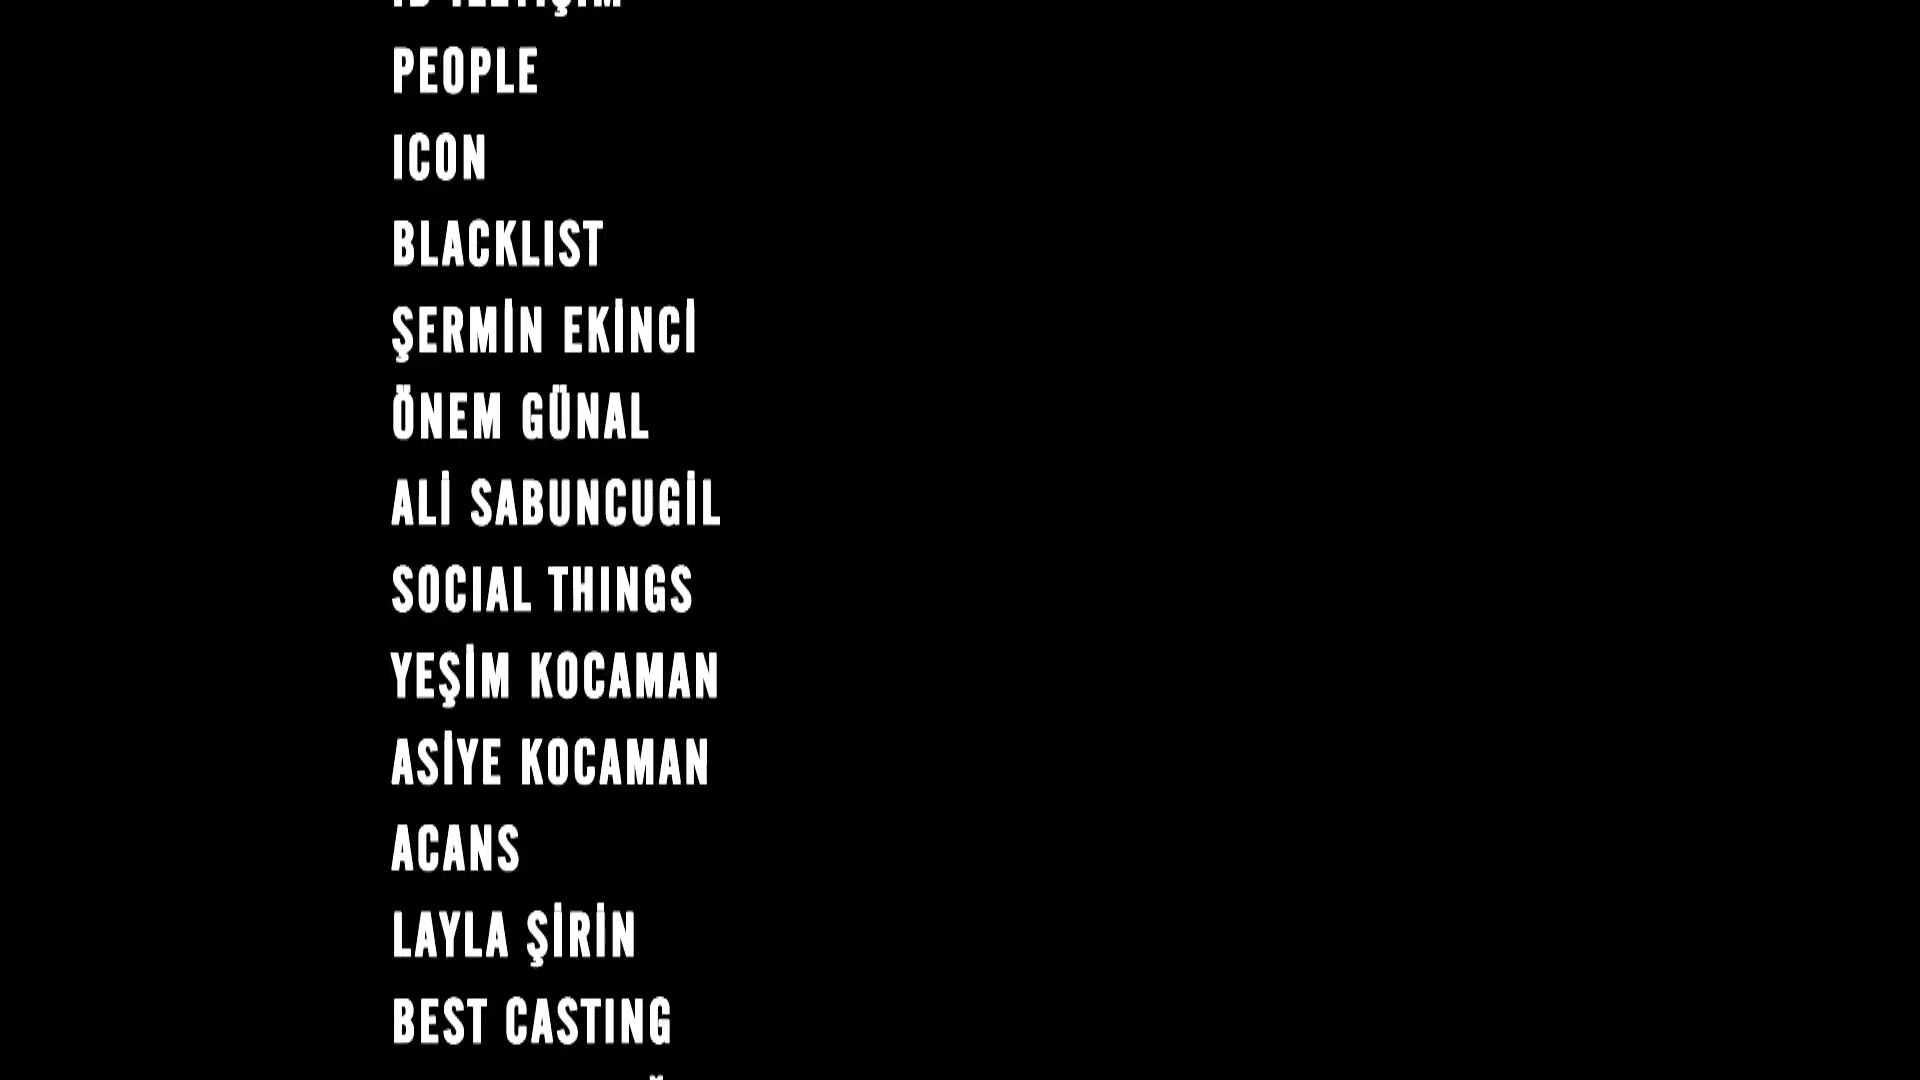 PEOPLE
ICON
BLACKLIST
ŞERMİN EKİNCİ
ÖNEM GÜNAL
ALİ SABUNCUGİL
SOCIAL THINGS
YEŞİM KOCAMAN
ASİYE KOCAMAN
ACANS
LAYLA ŞİRİN
BEST CASTING